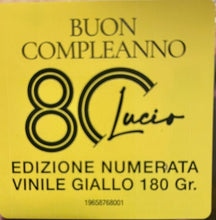 BUON
COMPLEANNO
80 Lucio
EDIZIONE NUMERATA
VINILE GIALLO 180 Gr.
19658768001